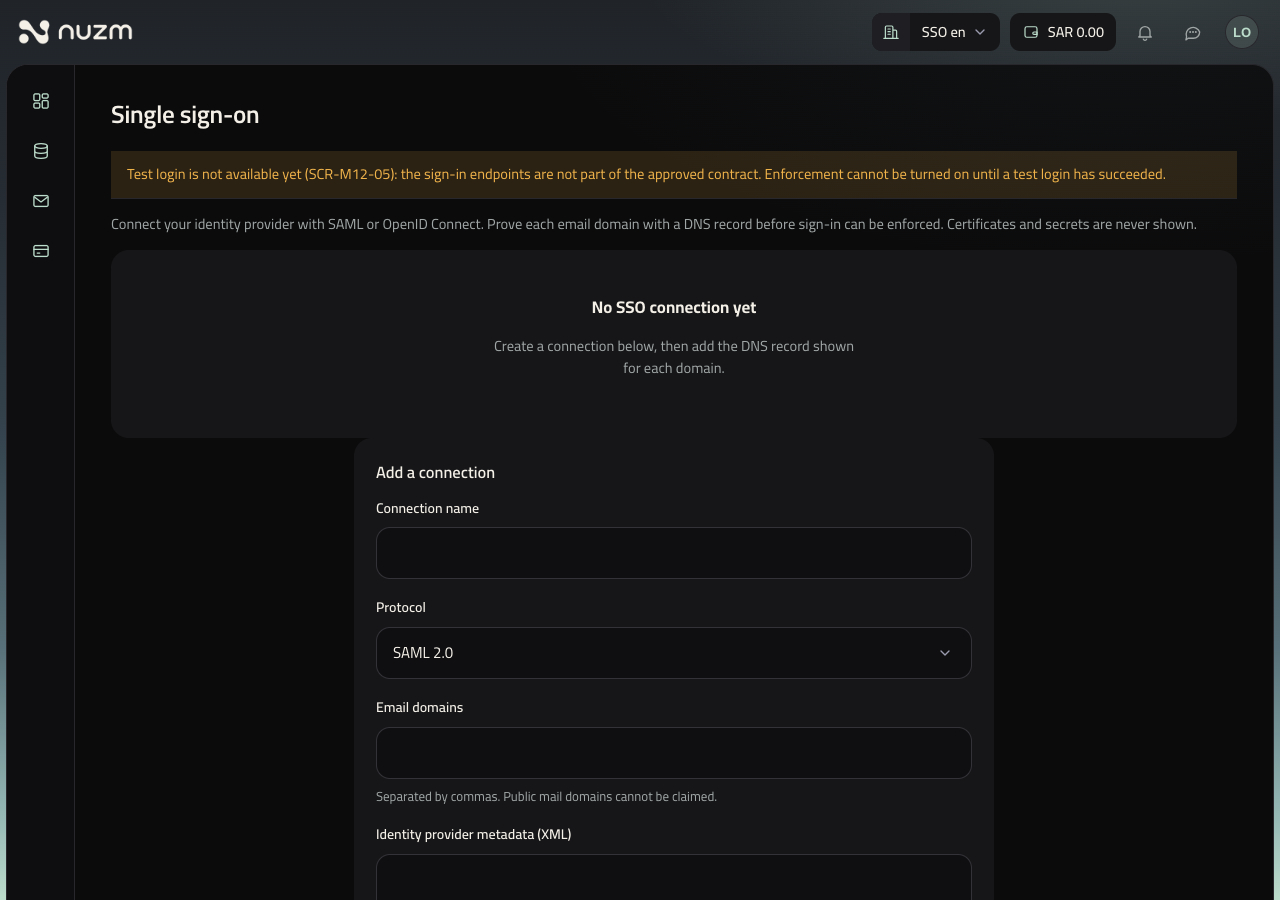 nuzm
SSO en
SAR 0.00
LO
Single sign-on
Test login is not available yet (SCR-M12-05): the sign-in endpoints are not part of the approved contract. Enforcement cannot be turned on until a test login has succeeded.
Connect your identity provider with SAML or OpenID Connect. Prove each email domain with a DNS record before sign-in can be enforced. Certificates and secrets are never shown.
No SSO connection yet
Create a connection below, then add the DNS record shown
for each domain.
Add a connection
Connection name
Protocol
SAML 2.0
Email domains
Separated by commas. Public mail domains cannot be claimed.
Identity provider metadata (XML)